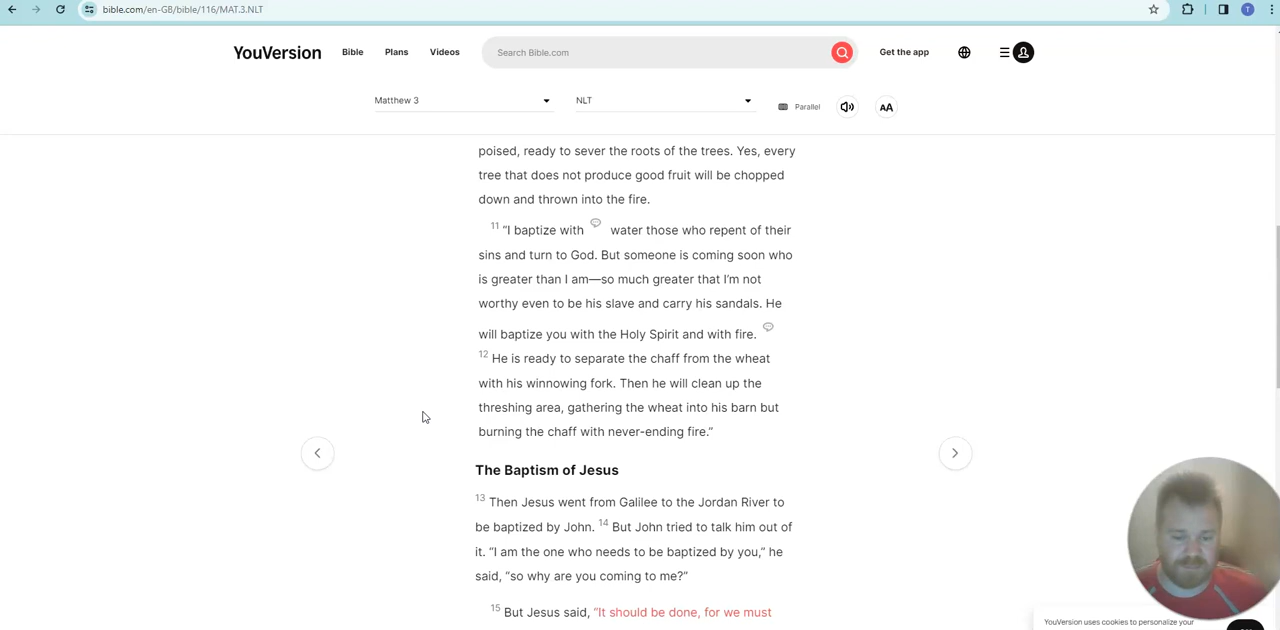 bible.com/en-GB/bible/116/MAT.3.NLT
T
YouVersion
Bible
Plans
Videos
Search Bible.com
Get the app
Matthew 3
NLT
Parallel
AA
poised, ready to sever the roots of the trees. Yes, every
tree that does not produce good fruit will be chopped
down and thrown into the fire.
11 “I baptize with water those who repent of their
sins and turn to God. But someone is coming soon who
is greater than I am—so much greater that I’m not
worthy even to be his slave and carry his sandals. He
will baptize you with the Holy Spirit and with fire.
12 He is ready to separate the chaff from the wheat
with his winnowing fork. Then he will clean up the
threshing area, gathering the wheat into his barn but
burning the chaff with never-ending fire.”
The Baptism of Jesus
13 Then Jesus went from Galilee to the Jordan River to
be baptized by John. 14 But John tried to talk him out of
it. “I am the one who needs to be baptized by you,” he
said, “so why are you coming to me?”
15 But Jesus said, “It should be done, for we must
YouVersion uses cookies to personalize your